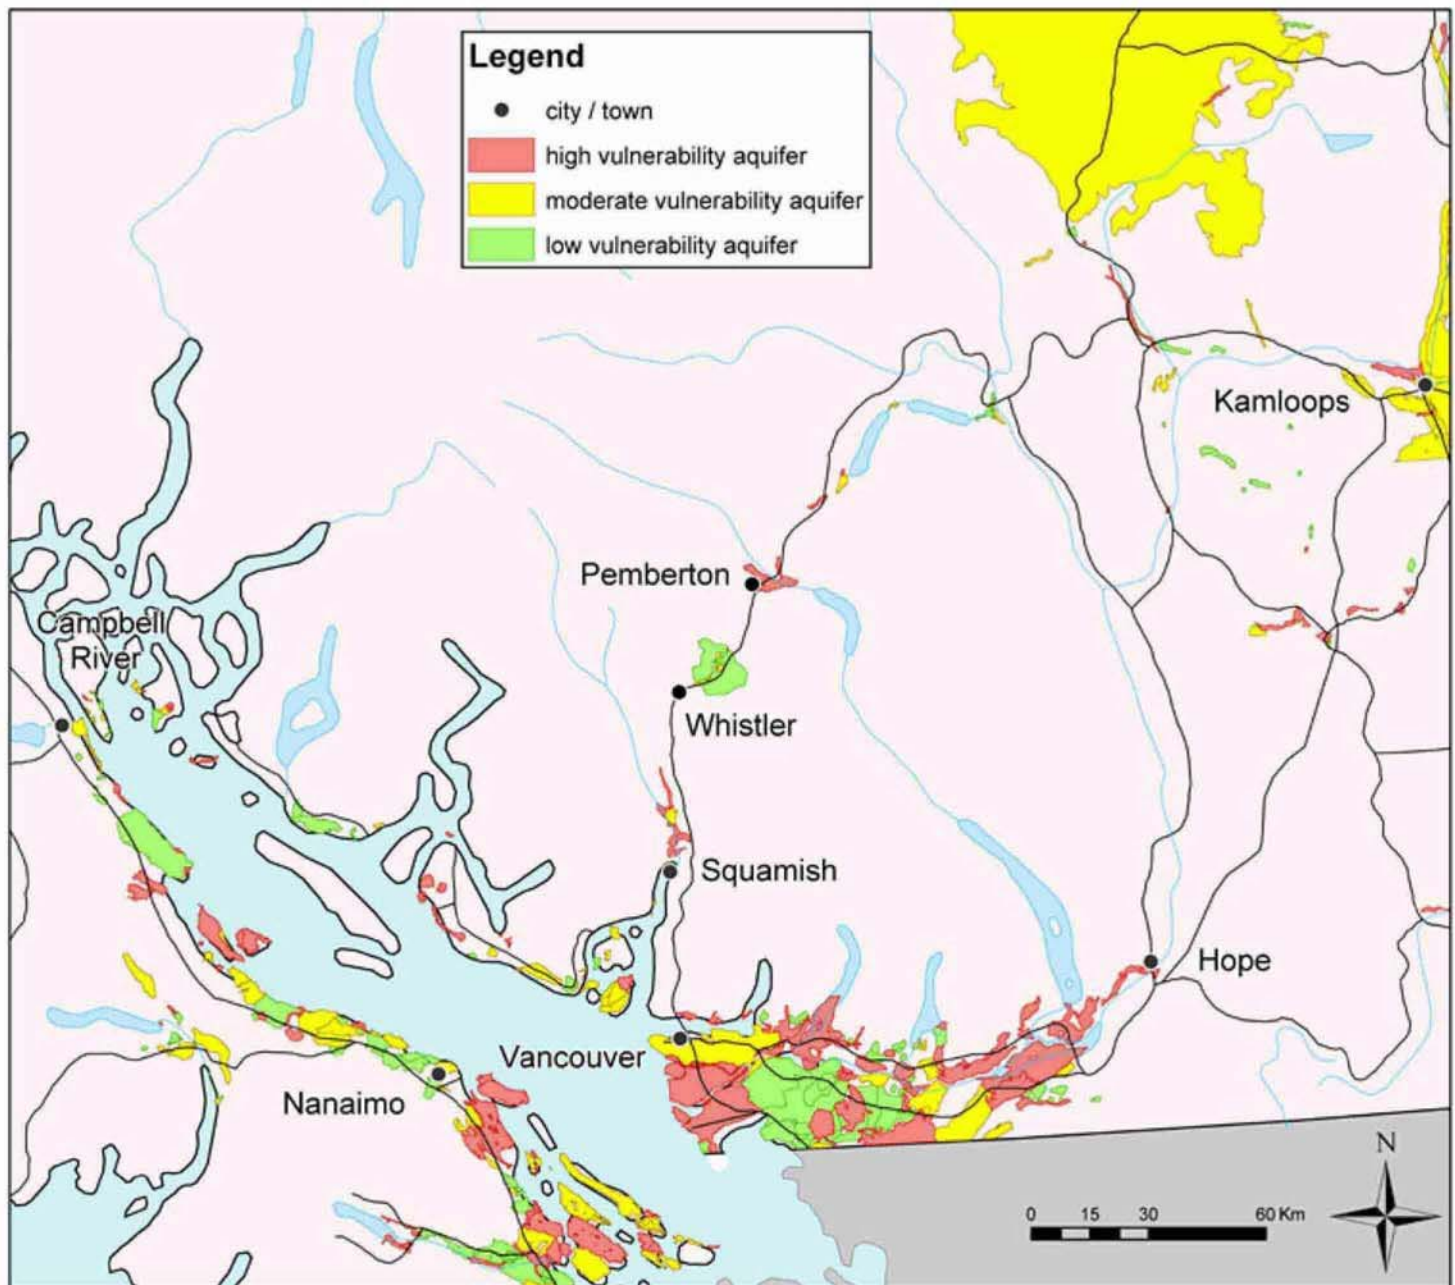 Legend
city / town
high vulnerability aquifer
moderate vulnerability aquifer
low vulnerability aquifer
Kamloops
Pemberton
Campbell
River
Whistler
Squamish
Hope
Vancouver
Nanaimo
N
0 15 30 60 Km